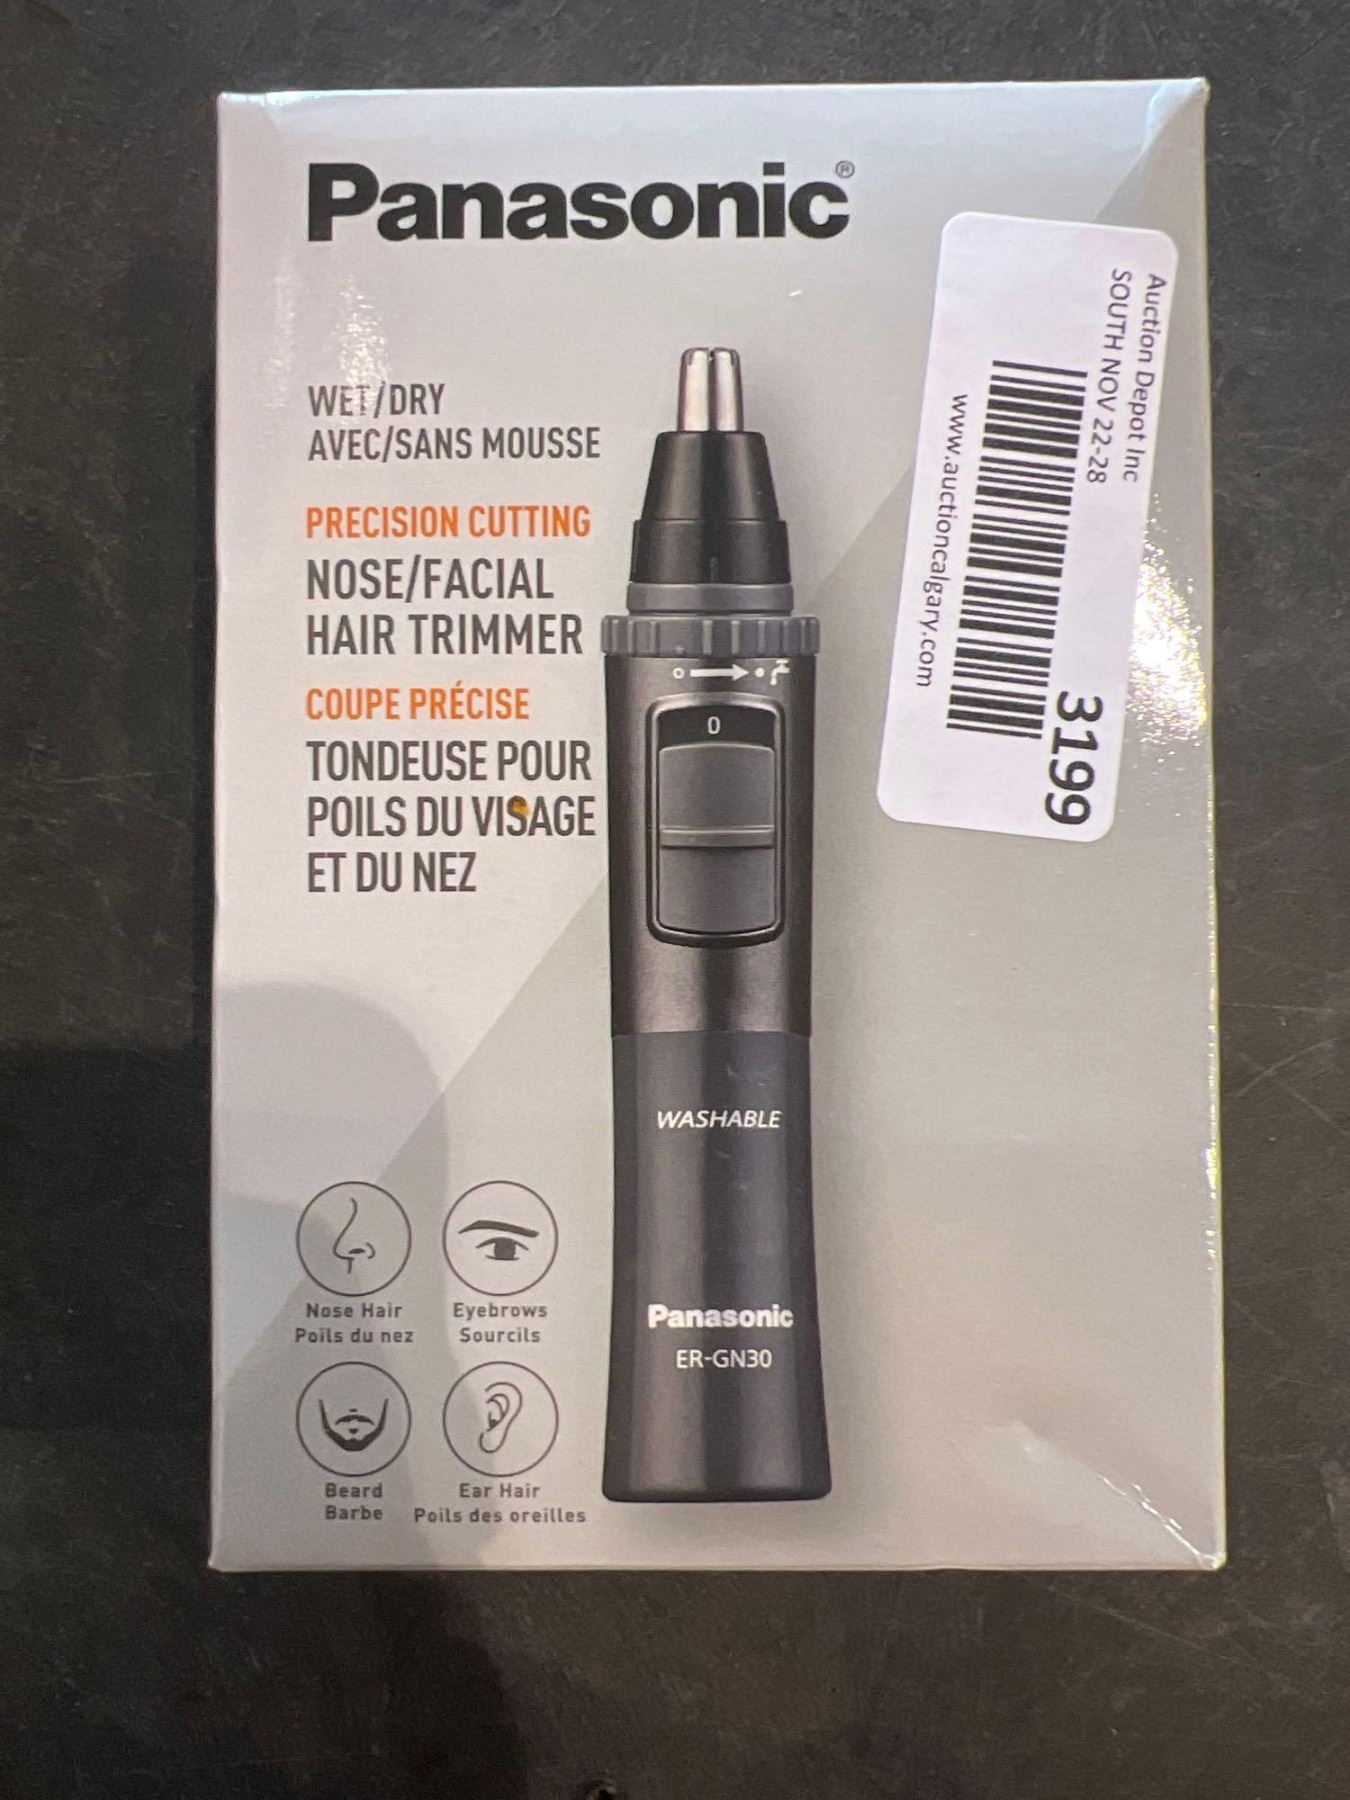 Panasonic®
WET/DRY
AVEC/SANS MOUSSE
PRECISION CUTTING
NOSE/FACIAL
HAIR TRIMMER
COUPE PRÉCISE
TONDEUSE POUR
POILS DU VISAGE
ET DU NEZ
0
WASHABLE
Panasonic
ER-GN30
Nose Hair
Poils du nez
Eyebrows
Sourcils
Beard
Barbe
Ear Hair
Poils des oreilles
Auction Depot Inc
SOUTH NOV 22-28
3199
www.auctioncalgary.com